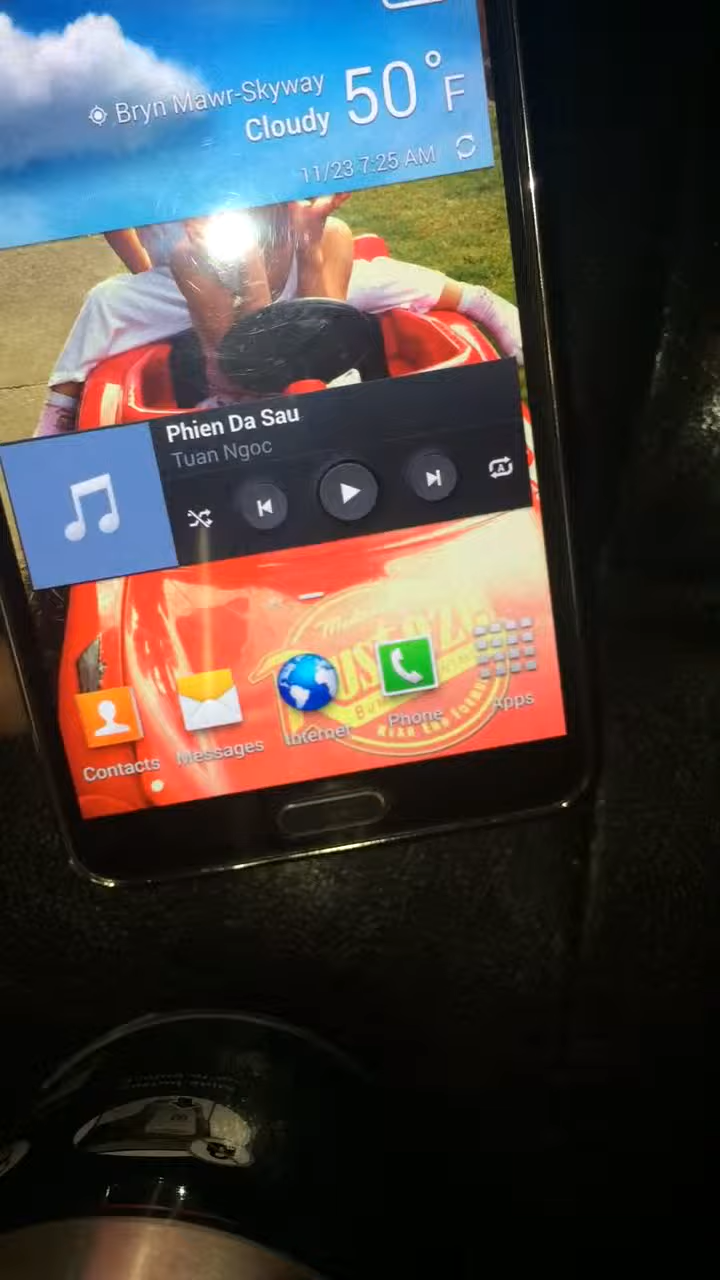 Bryn Mawr-Skyway
50°F
Cloudy
11/23 7:25 AM
Phien Da Sau
Tuan Ngoc
A
Contacts
Messages
Internet
Phone
Apps